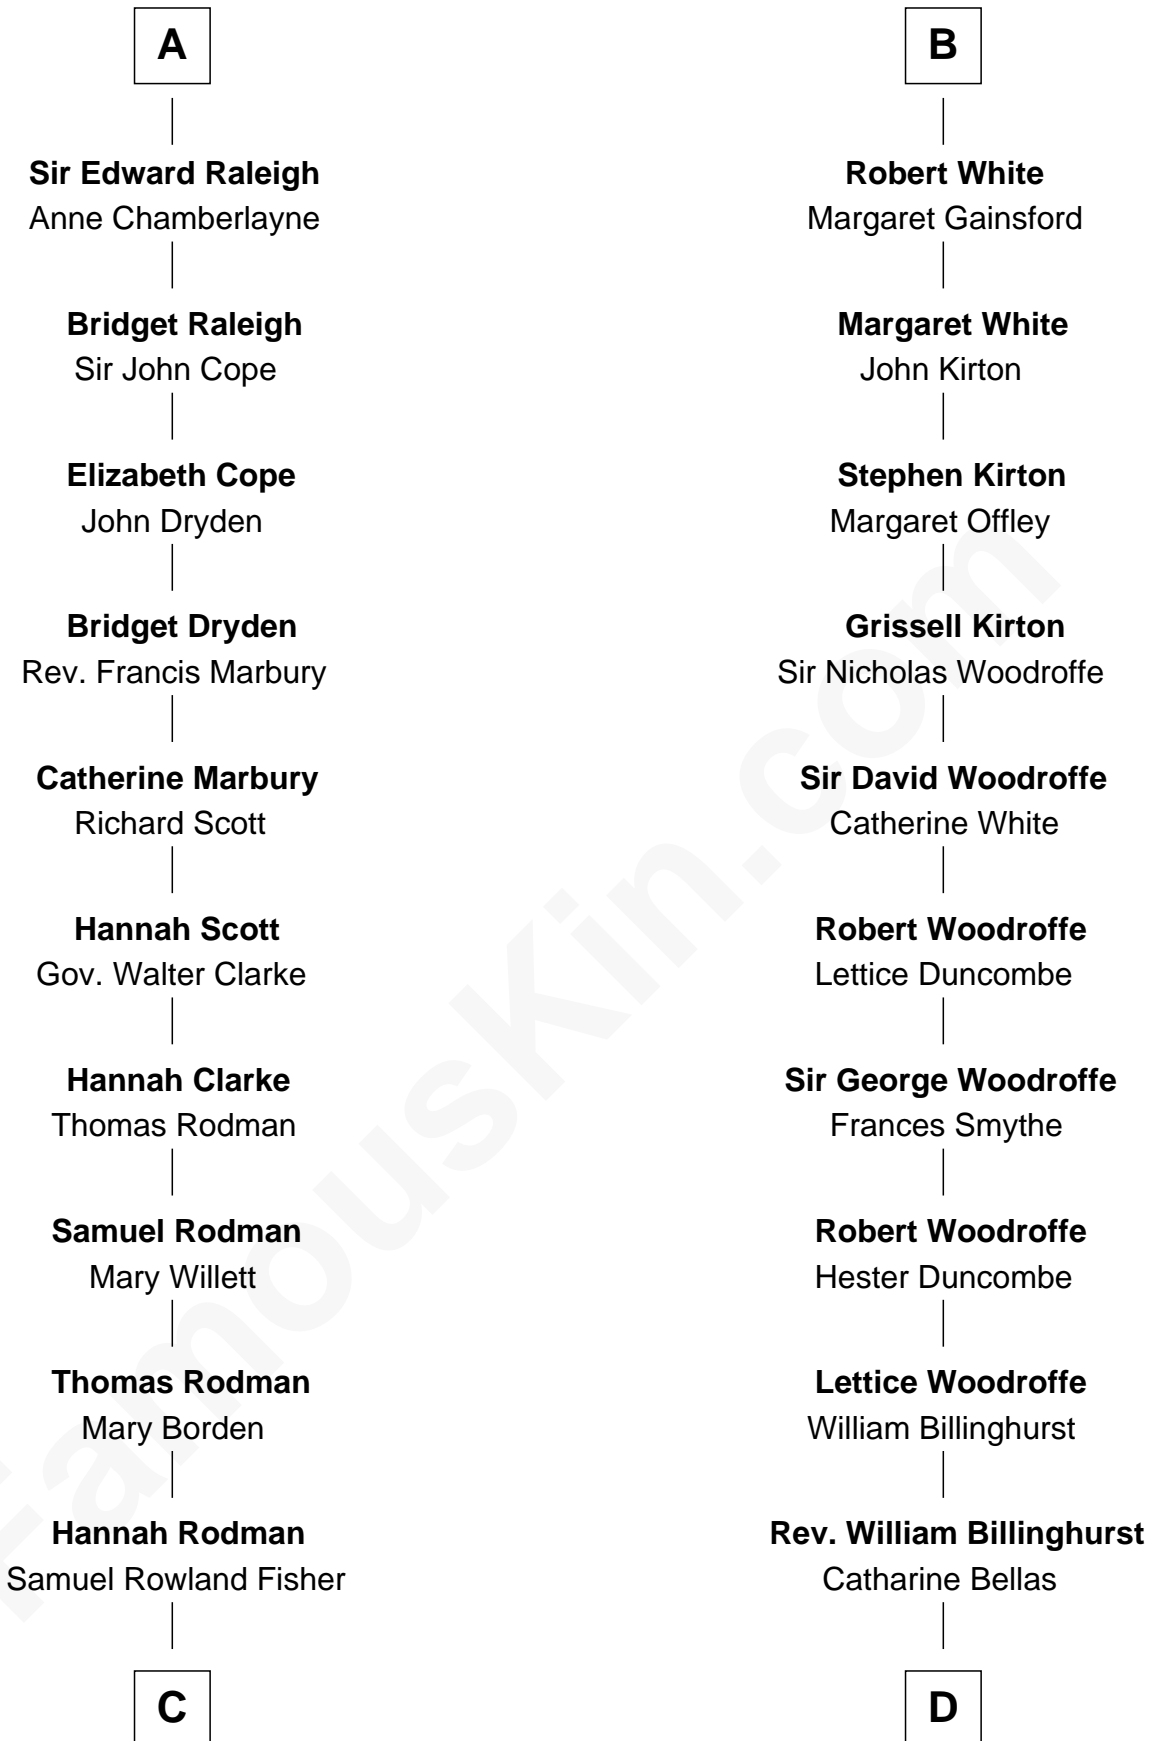 A
Sir Edward Raleigh
Anne Chamberlayne
Bridget Raleigh
Sir John Cope
Elizabeth Cope
John Dryden
Bridget Dryden
Rev. Francis Marbury
Catherine Marbury
Richard Scott
Hannah Scott
Gov. Walter Clarke
Hannah Clarke
Thomas Rodman
Samuel Rodman
Mary Willett
Thomas Rodman
Mary Borden
Hannah Rodman
Samuel Rowland Fisher
C
B
Robert White
Margaret Gainsford
Margaret White
John Kirton
Stephen Kirton
Margaret Offley
Grissell Kirton
Sir Nicholas Woodroffe
Sir David Woodroffe
Catherine White
Robert Woodroffe
Lettice Duncombe
Sir George Woodroffe
Frances Smythe
Robert Woodroffe
Hester Duncombe
Lettice Woodroffe
William Billinghurst
Rev. William Billinghurst
Catharine Bellas
D
FamousKin.com